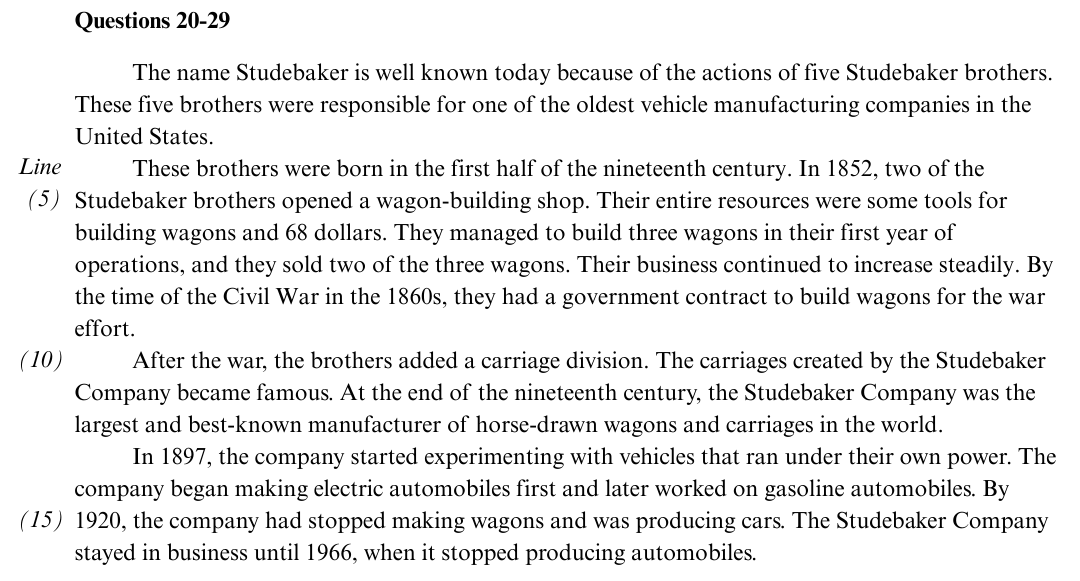 Questions 20-29
The name Studebaker is well known today because of the actions of five Studebaker brothers.
These five brothers were responsible for one of the oldest vehicle manufacturing companies in the
United States.
Line These brothers were born in the first half of the nineteenth century. In 1852, two of the
(5) Studebaker brothers opened a wagon-building shop. Their entire resources were some tools for
building wagons and 68 dollars. They managed to build three wagons in their first year of
operations, and they sold two of the three wagons. Their business continued to increase steadily. By
the time of the Civil War in the 1860s, they had a government contract to build wagons for the war
effort.
(10) After the war, the brothers added a carriage division. The carriages created by the Studebaker
Company became famous. At the end of the nineteenth century, the Studebaker Company was the
largest and best-known manufacturer of horse-drawn wagons and carriages in the world.
In 1897, the company started experimenting with vehicles that ran under their own power. The
company began making electric automobiles first and later worked on gasoline automobiles. By
(15) 1920, the company had stopped making wagons and was producing cars. The Studebaker Company
stayed in business until 1966, when it stopped producing automobiles.